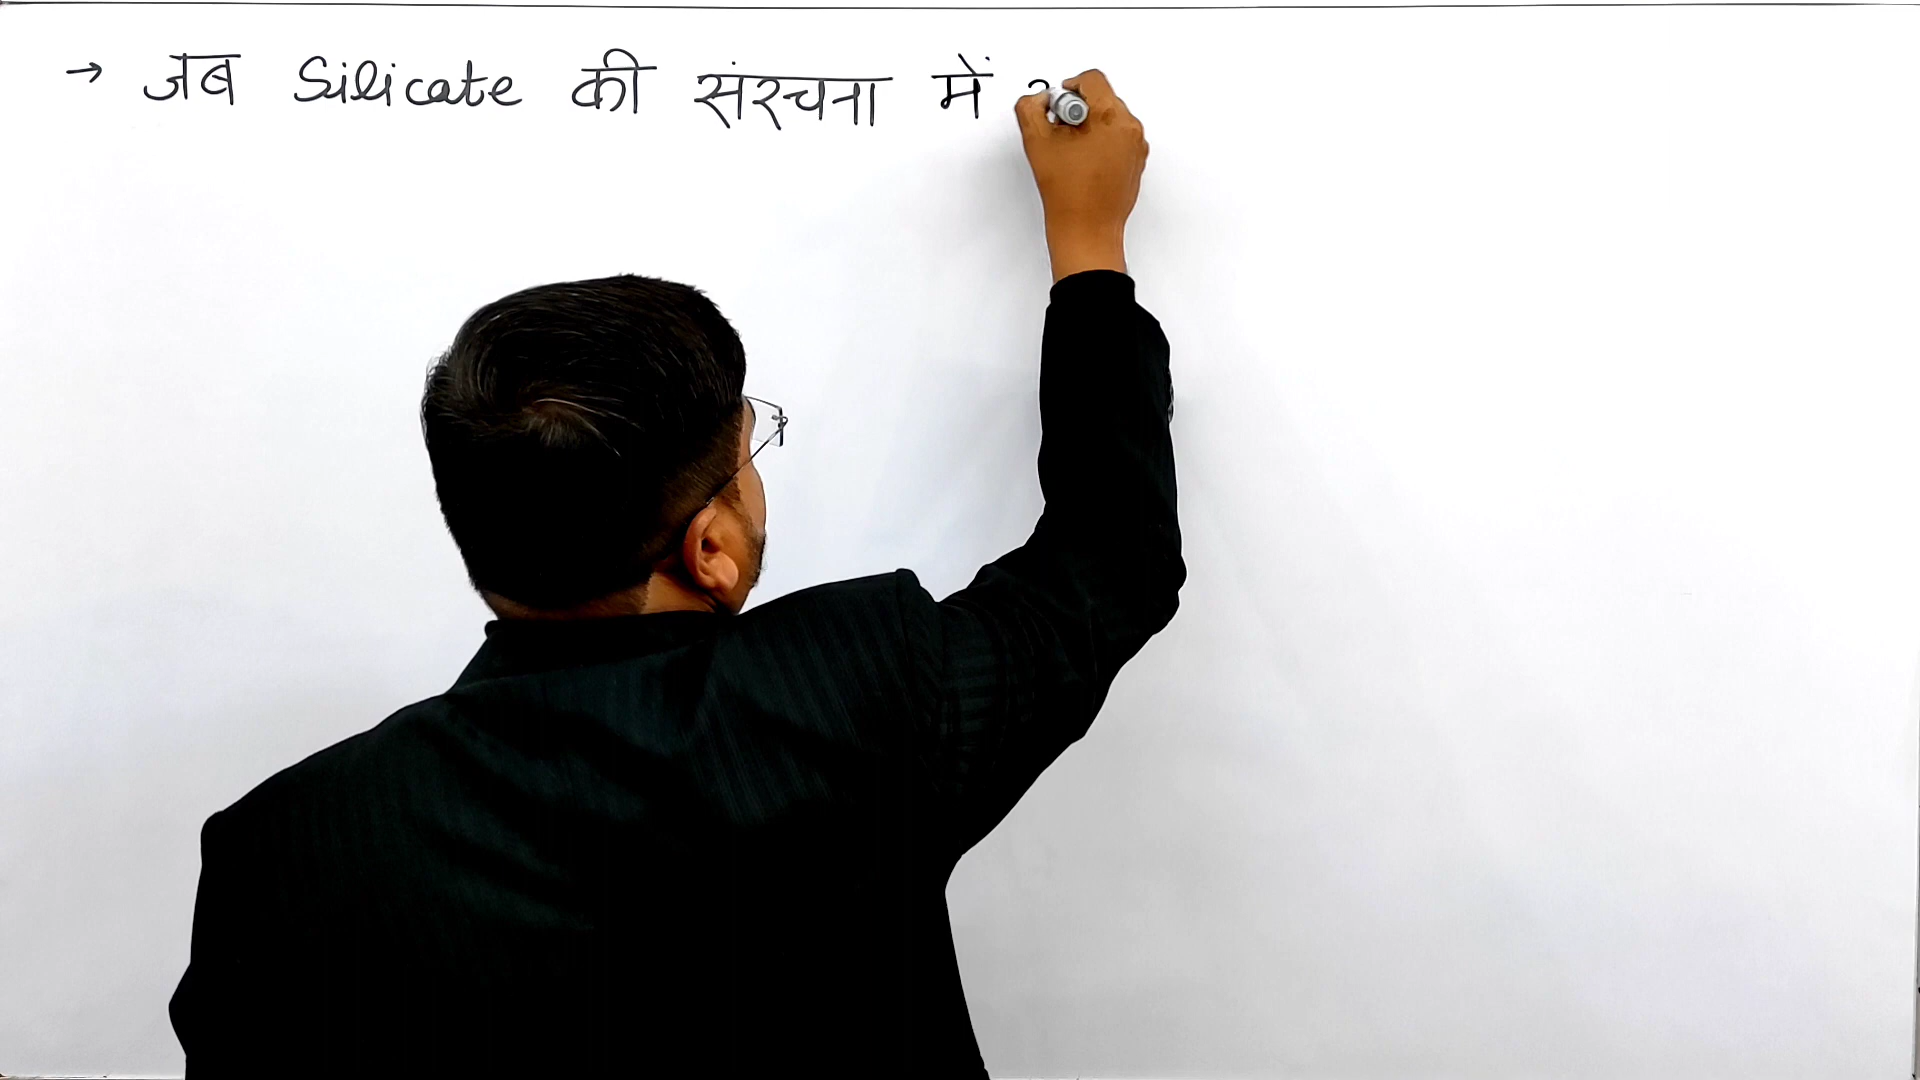 → जब Silicate की संरचना में